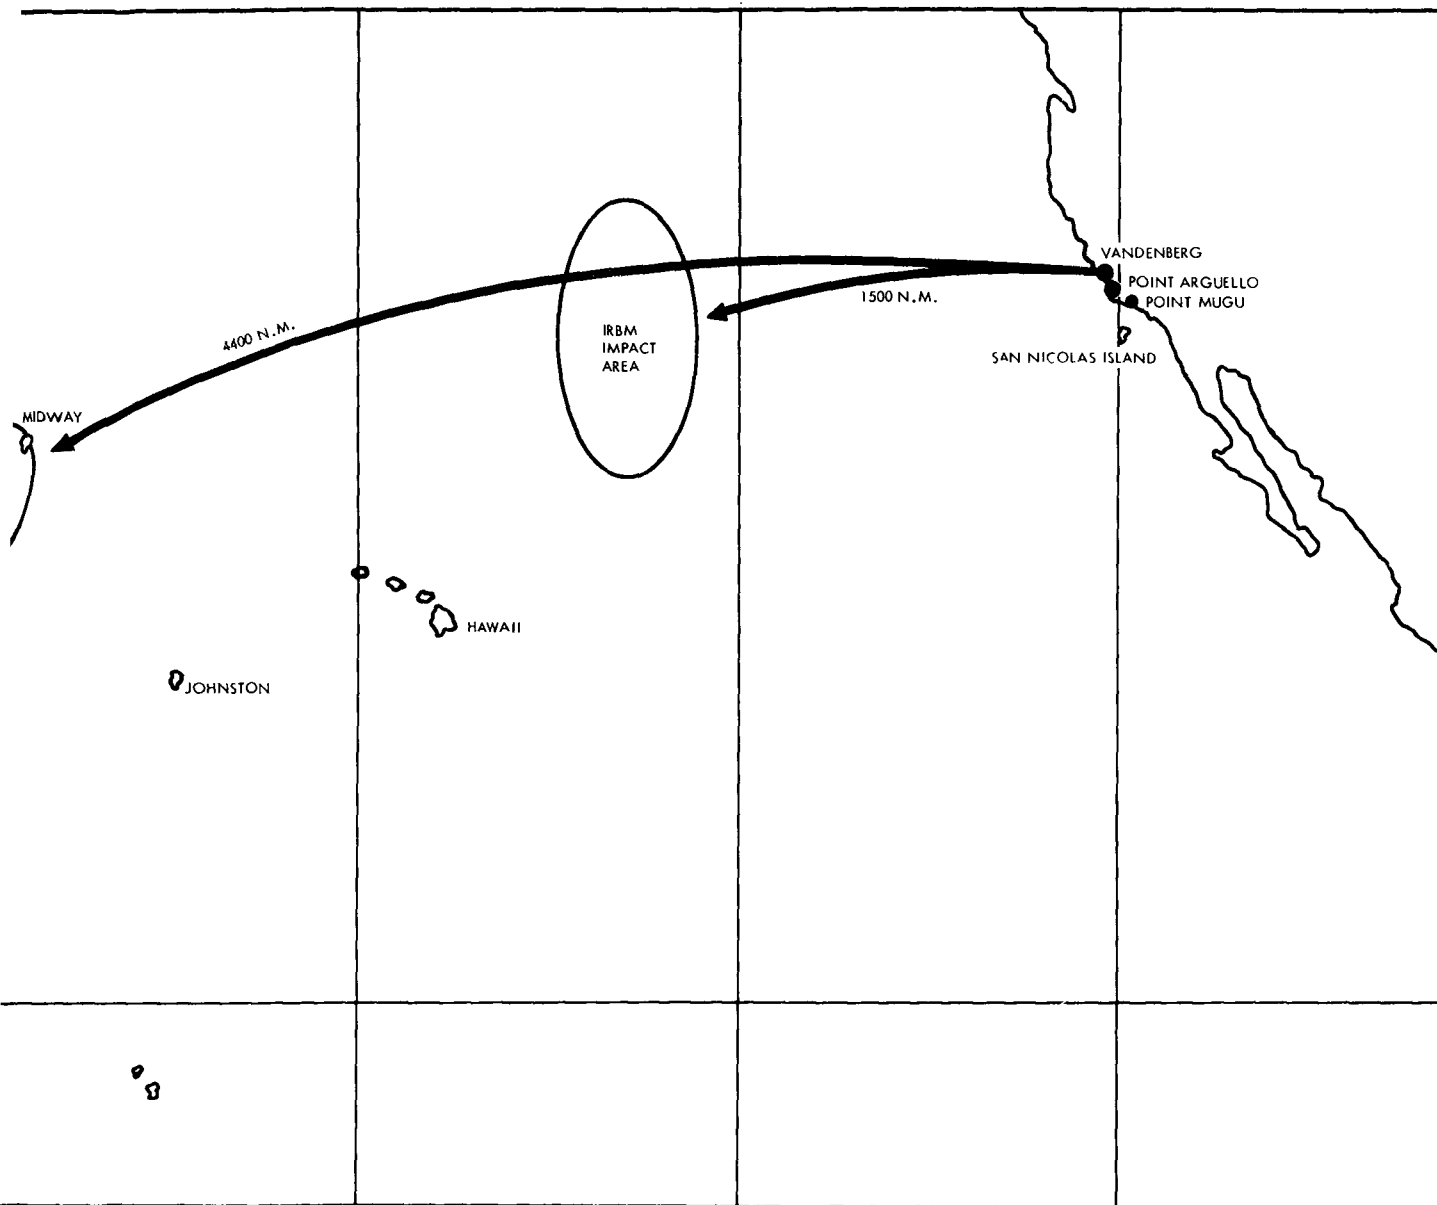 VANDENBERG
POINT ARGUELLO
POINT MUGU
1500 N.M.
SAN NICOLAS ISLAND
4400 N.M.
IRBM
IMPACT
AREA
MIDWAY
HAWAII
JOHNSTON